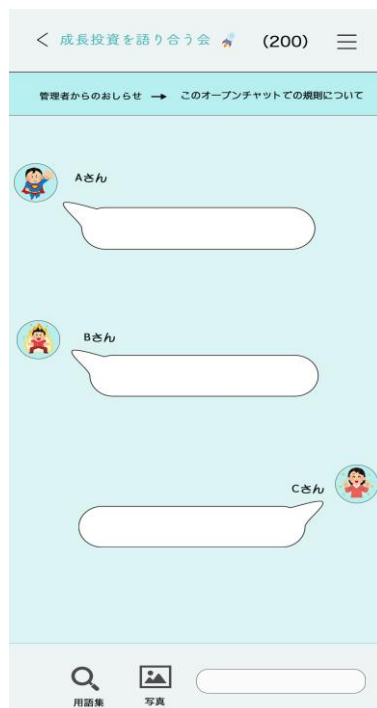 成長投資を語り合う会 (200)
管理者からのおしらせ → このオープンチャットでの規則について
Aさん
Bさん
Cさん
用語集 写真